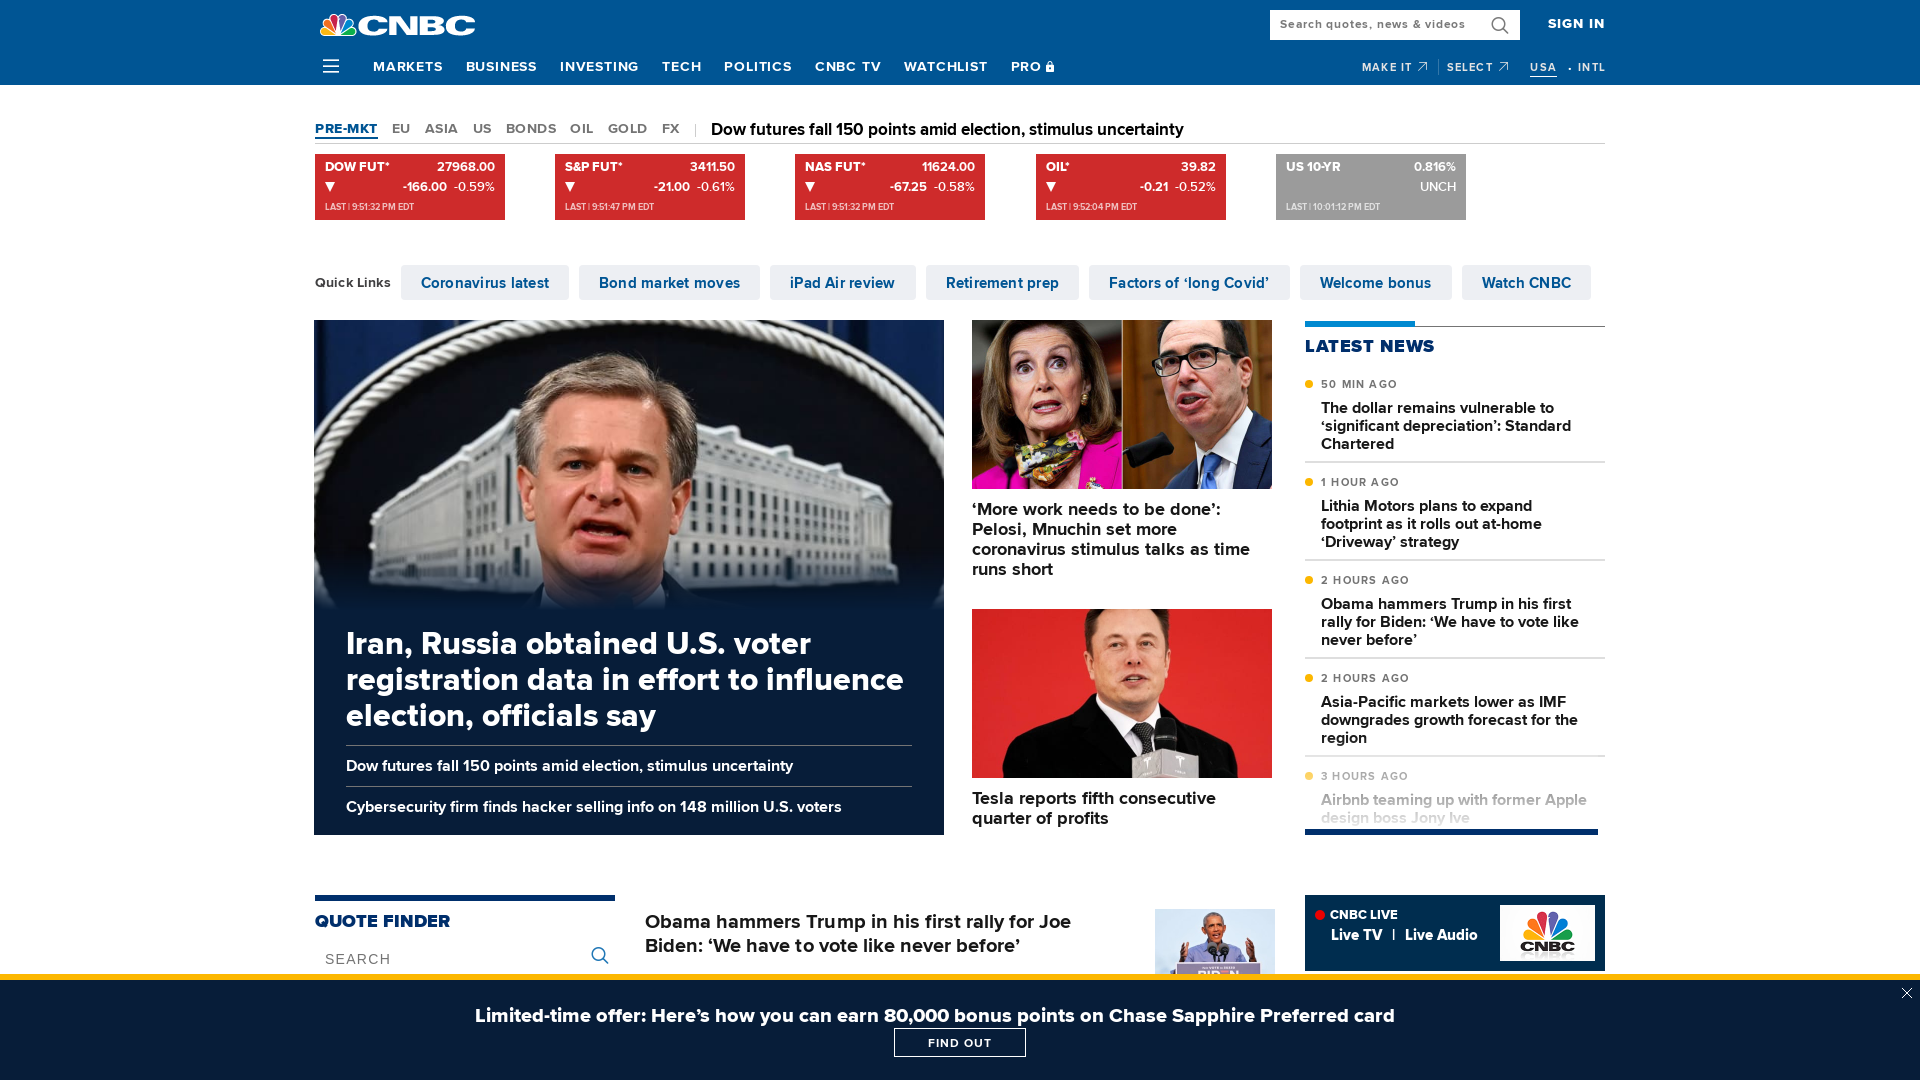 CNBC
Search quotes, news & videos
SIGN IN
MARKETS BUSINESS INVESTING TECH POLITICS CNBC TV WATCHLIST PRO
MAKE IT SELECT USA • INTL
PRE-MKT EU ASIA US BONDS OIL GOLD FX
Dow futures fall 150 points amid election, stimulus uncertainty
DOW FUT* 27968.00
-166.00 -0.59%
LAST | 9:51:32 PM EDT
S&P FUT* 3411.50
-21.00 -0.61%
LAST | 9:51:47 PM EDT
NAS FUT* 11624.00
-67.25 -0.58%
LAST | 9:51:32 PM EDT
OIL* 39.82
-0.21 -0.52%
LAST | 9:52:04 PM EDT
US 10-YR 0.816%
UNCH
LAST | 10:01:12 PM EDT
Quick Links
Coronavirus latest
Bond market moves
iPad Air review
Retirement prep
Factors of ‘long Covid’
Welcome bonus
Watch CNBC
Iran, Russia obtained U.S. voter
registration data in effort to influence
election, officials say
Dow futures fall 150 points amid election, stimulus uncertainty
Cybersecurity firm finds hacker selling info on 148 million U.S. voters
‘More work needs to be done’:
Pelosi, Mnuchin set more
coronavirus stimulus talks as time
runs short
Tesla reports fifth consecutive
quarter of profits
LATEST NEWS
50 MIN AGO
The dollar remains vulnerable to
‘significant depreciation’: Standard
Chartered
1 HOUR AGO
Lithia Motors plans to expand
footprint as it rolls out at-home
‘Driveway’ strategy
2 HOURS AGO
Obama hammers Trump in his first
rally for Biden: ‘We have to vote like
never before’
2 HOURS AGO
Asia-Pacific markets lower as IMF
downgrades growth forecast for the
region
3 HOURS AGO
Airbnb teaming up with former Apple
design boss Jony Ive
QUOTE FINDER
SEARCH
Obama hammers Trump in his first rally for Joe
Biden: ‘We have to vote like never before’
CNBC LIVE
Live TV | Live Audio
CNBC
Limited-time offer: Here’s how you can earn 80,000 bonus points on Chase Sapphire Preferred card
FIND OUT